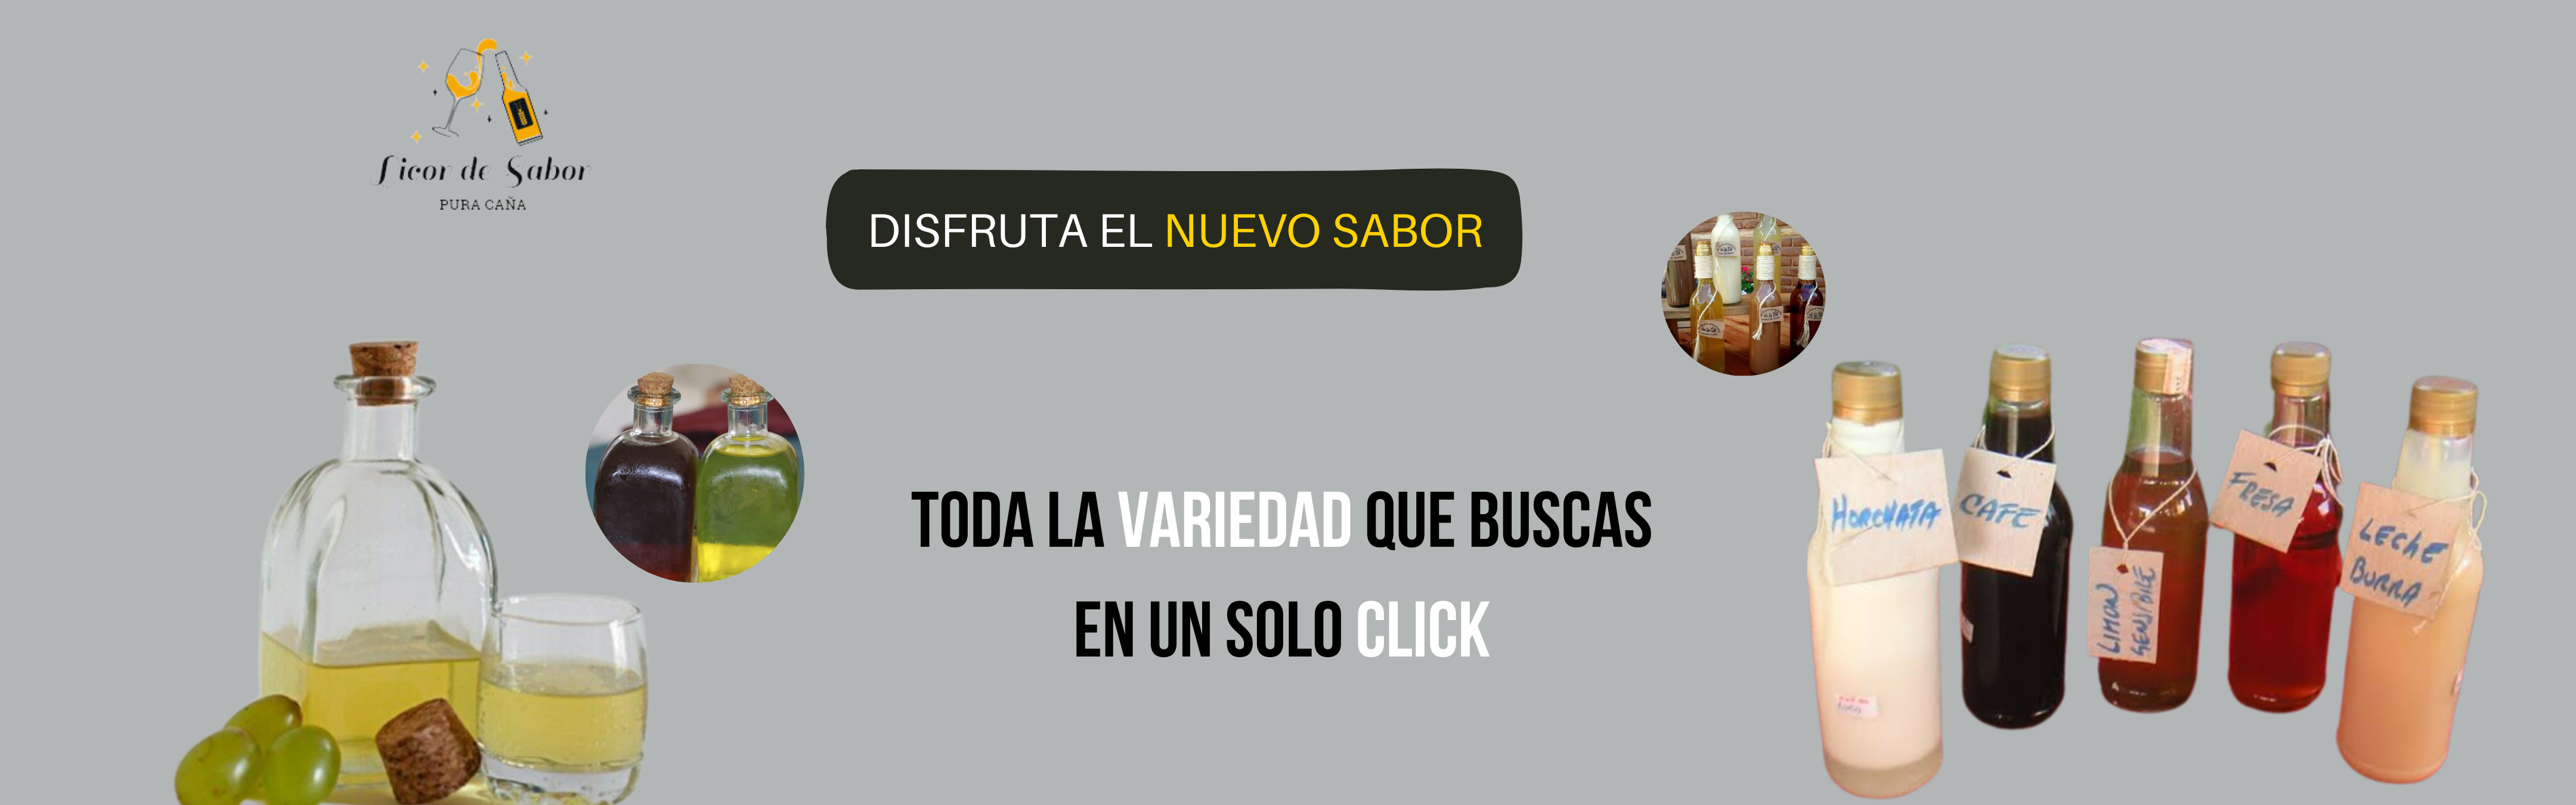 Licor de Sabor
PURA CAÑA
DISFRUTA EL NUEVO SABOR
TODA LA VARIEDAD QUE BUSCAS
EN UN SOLO CLICK
HORCHATA
CAFE
LIMON
FRESA
LECHE
BURRA